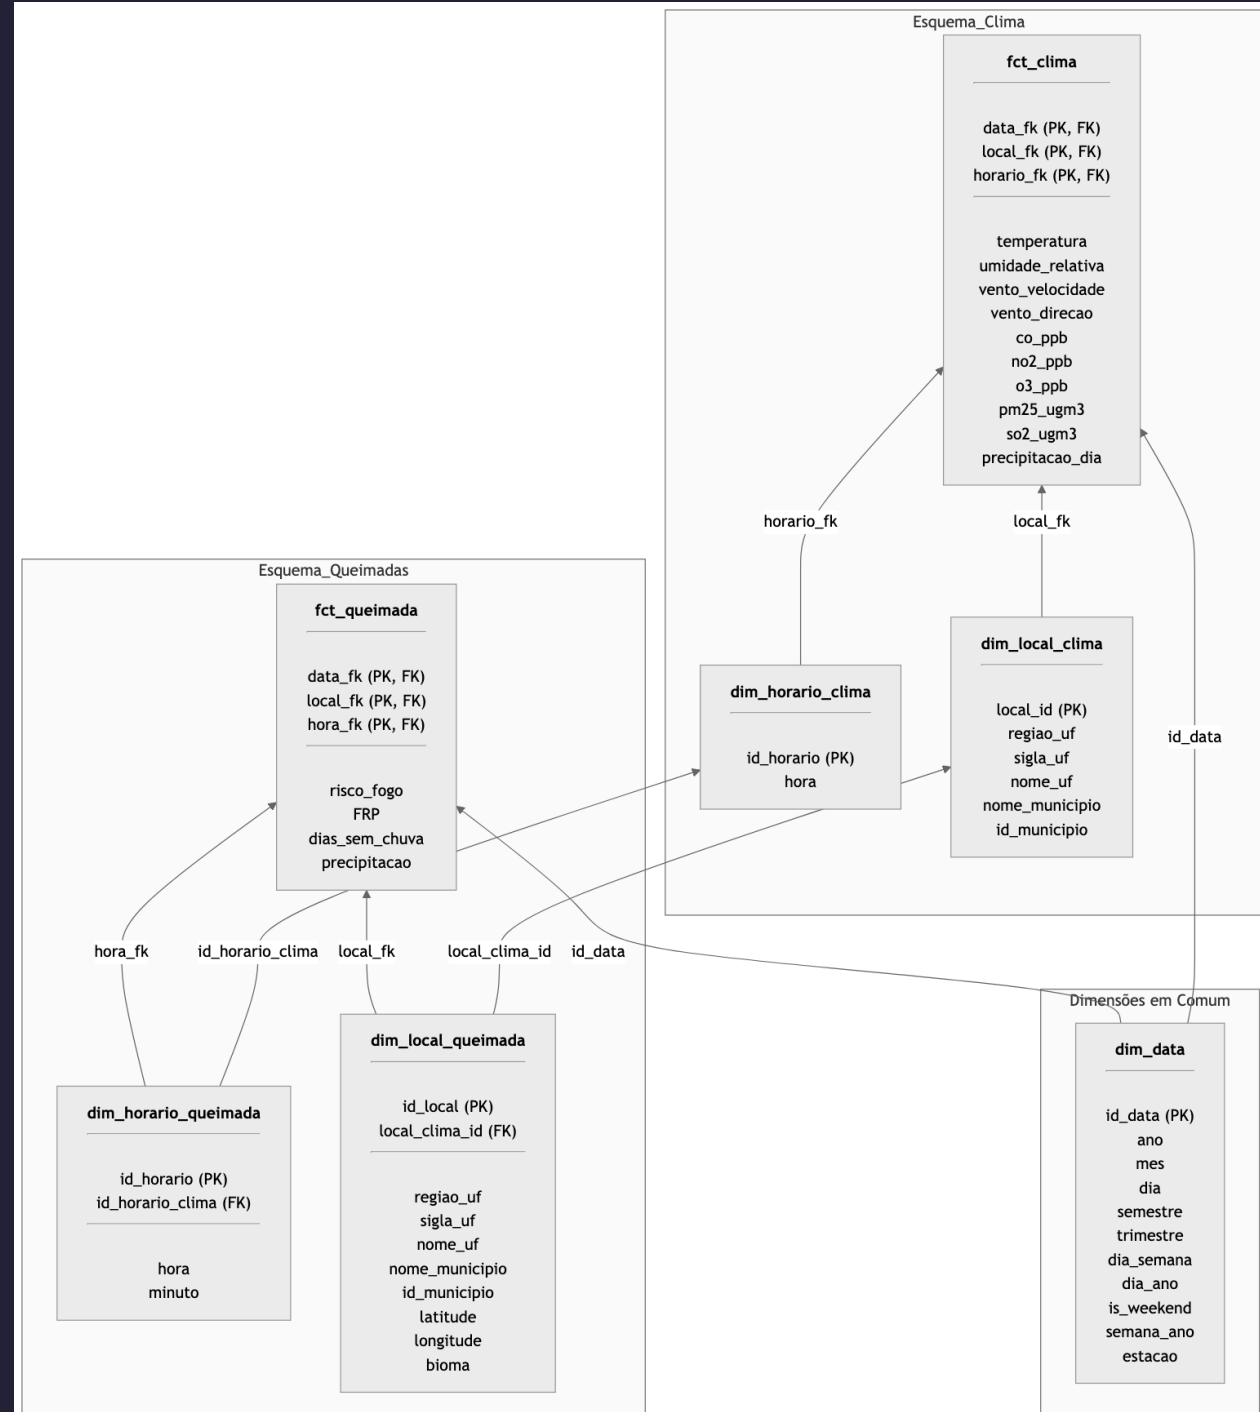 Esquema_Clima
fct_clima
data_fk (PK, FK)
local_fk (PK, FK)
horario_fk (PK, FK)
temperatura
umidade_relativa
vento_velocidade
vento_direcao
co_ppb
no2_ppb
o3_ppb
pm25_ugm3
so2_ugm3
precipitacao_dia
horario_fk
local_fk
id_data
dim_horario_clima
id_horario (PK)
hora
dim_local_clima
local_id (PK)
regiao_uf
sigla_uf
nome_uf
nome_municipio
id_municipio
Esquema_Queimadas
fct_queimada
data_fk (PK, FK)
local_fk (PK, FK)
hora_fk (PK, FK)
risco_fogo
FRP
dias_sem_chuva
precipitacao
hora_fk
id_horario_clima
local_fk
local_clima_id
id_data
dim_horario_queimada
id_horario (PK)
id_horario_clima (FK)
hora
minuto
dim_local_queimada
id_local (PK)
local_clima_id (FK)
regiao_uf
sigla_uf
nome_uf
nome_municipio
id_municipio
latitude
longitude
bioma
Dimensões em Comum
dim_data
id_data (PK)
ano
mes
dia
semestre
trimestre
dia_semana
dia_ano
is_weekend
semana_ano
estacao